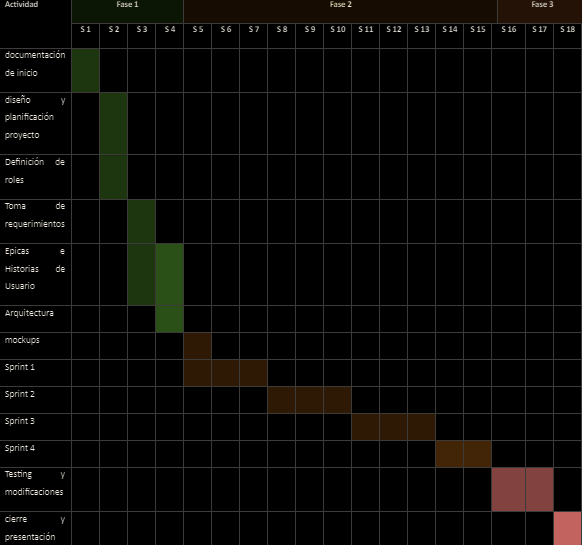 Actividad Fase 1 Fase 2 Fase 3
S 1 S 2 S 3 S 4 S 5 S 6 S 7 S 8 S 9 S 10 S 11 S 12 S 13 S 14 S 15 S 16 S 17 S 18
documentación
de inicio
diseño y
planificación
proyecto
Definición de
roles
Toma de
requerimientos
Epicas e
Historias de
Usuario
Arquitectura
mockups
Sprint 1
Sprint 2
Sprint 3
Sprint 4
Testing y
modificaciones
cierre y
presentación